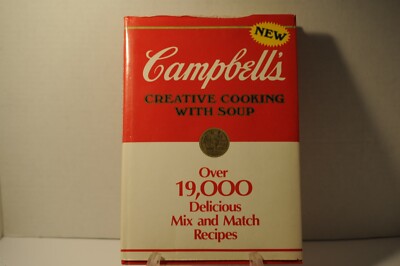 NEW
Campbell's
CREATIVE COOKING
WITH SOUP
Over
19,000
Delicious
Mix and Match
Recipes